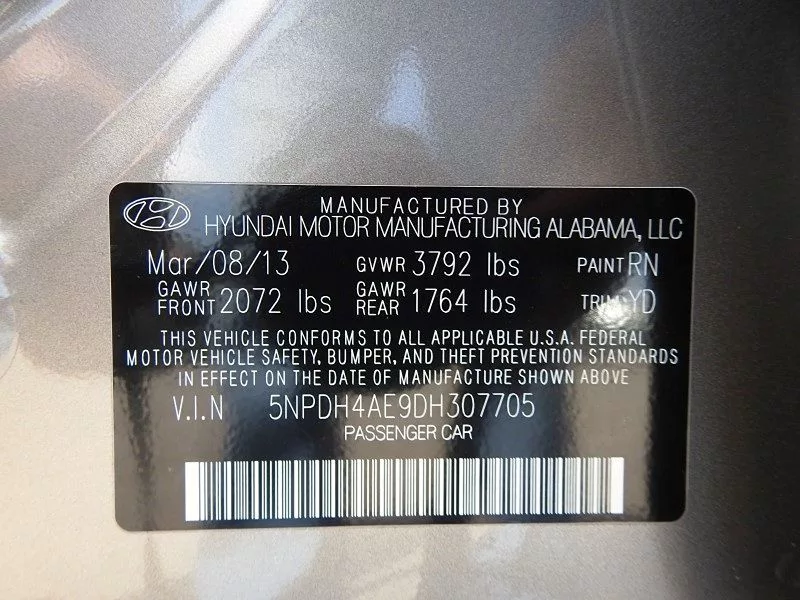 MANUFACTURED BY
HYUNDAI MOTOR MANUFACTURING ALABAMA, LLC
Mar/08/13 GVWR 3792 lbs PAINT RN
GAWR FRONT 2072 lbs GAWR REAR 1764 lbs TRIM YD
THIS VEHICLE CONFORMS TO ALL APPLICABLE U.S.A. FEDERAL
MOTOR VEHICLE SAFETY, BUMPER, AND THEFT PREVENTION STANDARDS
IN EFFECT ON THE DATE OF MANUFACTURE SHOWN ABOVE
V.I.N 5NPDH4AE9DH307705
PASSENGER CAR